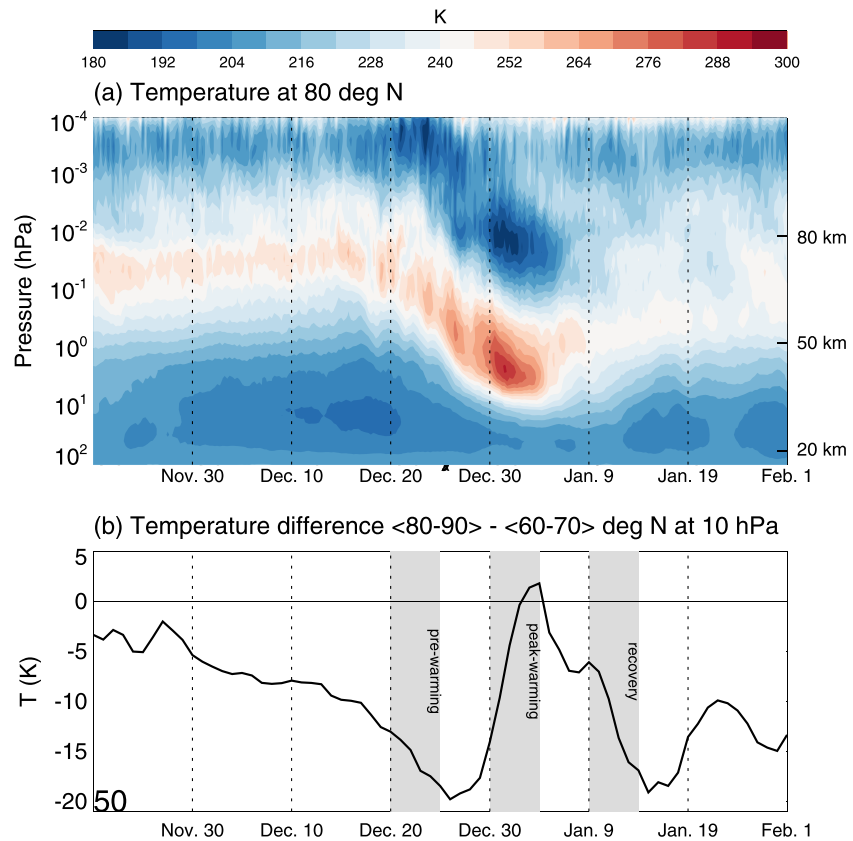 K
180 192 204 216 228 240 252 264 276 288 300
(a) Temperature at 80 deg N
10-4
10-3
10-2
10-1
100
101
102
Pressure (hPa)
80 km
50 km
20 km
Nov. 30 Dec. 10 Dec. 20 Dec. 30 Jan. 9 Jan. 19 Feb. 1
(b) Temperature difference <80-90> - <60-70> deg N at 10 hPa
5
0
-5
-10
-15
-20
T (K)
pre-warming
peak-warming
recovery
50
Nov. 30 Dec. 10 Dec. 20 Dec. 30 Jan. 9 Jan. 19 Feb. 1